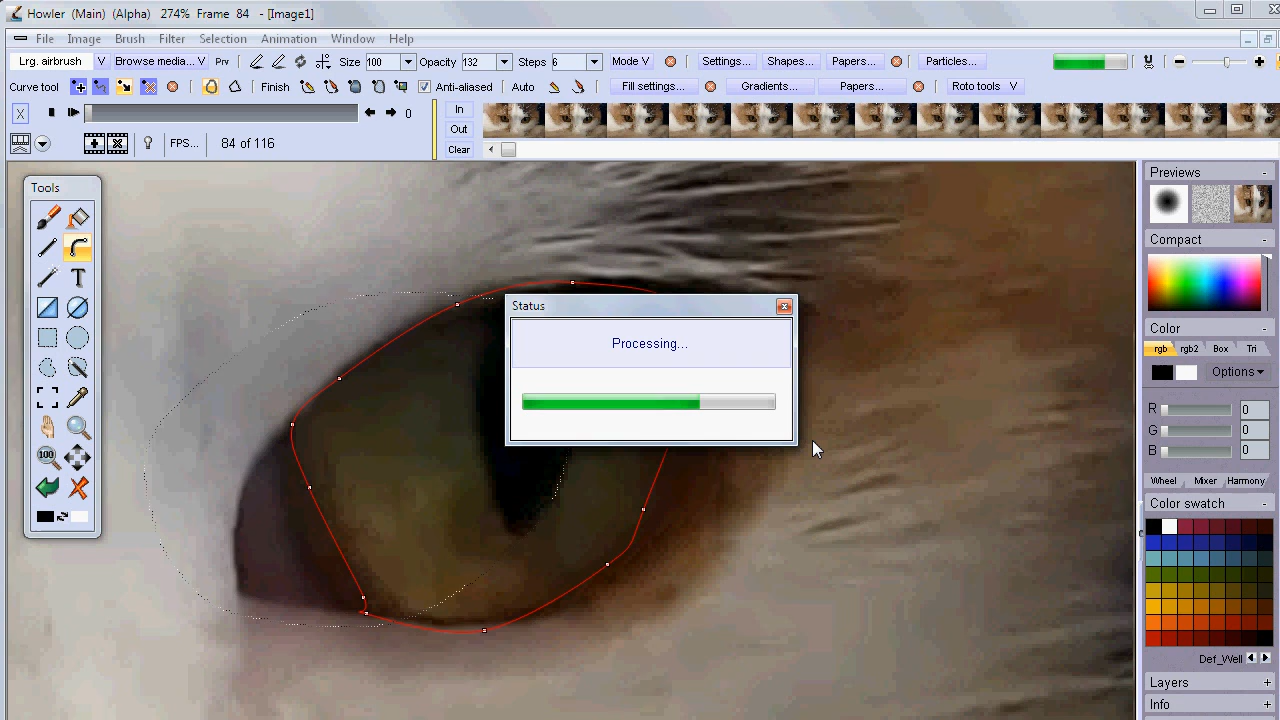 Howler (Main) (Alpha) 274% Frame 84 - [Image1]
File Image Brush Filter Selection Animation Window Help
Lrg. airbrush V Browse media... V Prv Size 100 Opacity 132 Steps 6 Mode V Settings... Shapes... Papers... Particles...
Curve tool Finish Anti-aliased Auto Fill settings... Gradients... Papers... Roto tools V
X 0 In
Out
FPS... 84 of 116 Clear
Tools
T
100
Status
Processing...
Previews -
Compact -
Color -
rgb rgb2 Box Tri
Options
R 0
G 0
B 0
Wheel Mixer Harmony
Color swatch -
Def_Well
Layers +
Info +